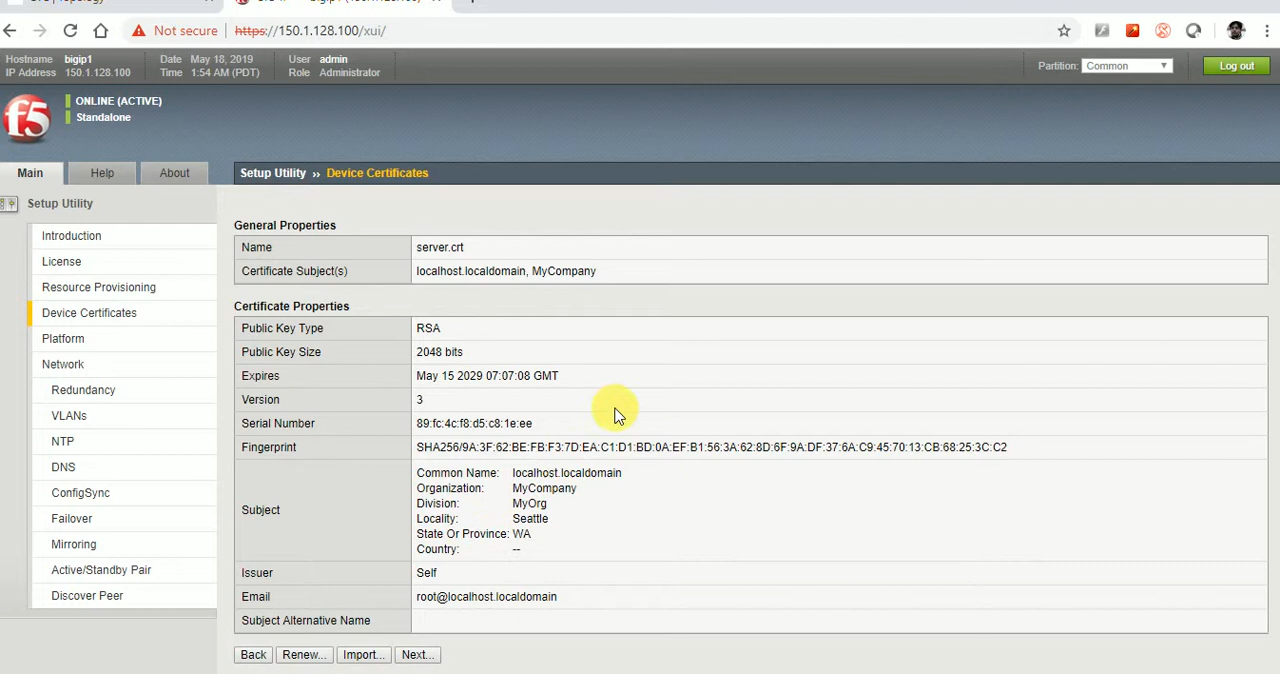 Not secure https://150.1.128.100/xui/
Hostname bigip1 Date May 18, 2019 User admin
IP Address 150.1.128.100 Time 1:54 AM (PDT) Role Administrator
Partition: Common Log out
f5
ONLINE (ACTIVE)
Standalone
Main Help About
Setup Utility ›› Device Certificates
Setup Utility
Introduction
License
Resource Provisioning
Device Certificates
Platform
Network
Redundancy
VLANs
NTP
DNS
ConfigSync
Failover
Mirroring
Active/Standby Pair
Discover Peer
General Properties
Name server.crt
Certificate Subject(s) localhost.localdomain, MyCompany
Certificate Properties
Public Key Type RSA
Public Key Size 2048 bits
Expires May 15 2029 07:07:08 GMT
Version 3
Serial Number 89:fc:4c:f8:d5:c8:1e:ee
Fingerprint SHA256/9A:3F:62:BE:FB:F3:7D:EA:C1:D1:BD:0A:EF:B1:56:3A:62:8D:6F:9A:DF:37:6A:C9:45:70:13:CB:68:25:3C:C2
Subject
Common Name: localhost.localdomain
Organization: MyCompany
Division: MyOrg
Locality: Seattle
State Or Province: WA
Country: --
Issuer Self
Email root@localhost.localdomain
Subject Alternative Name
Back Renew... Import... Next...